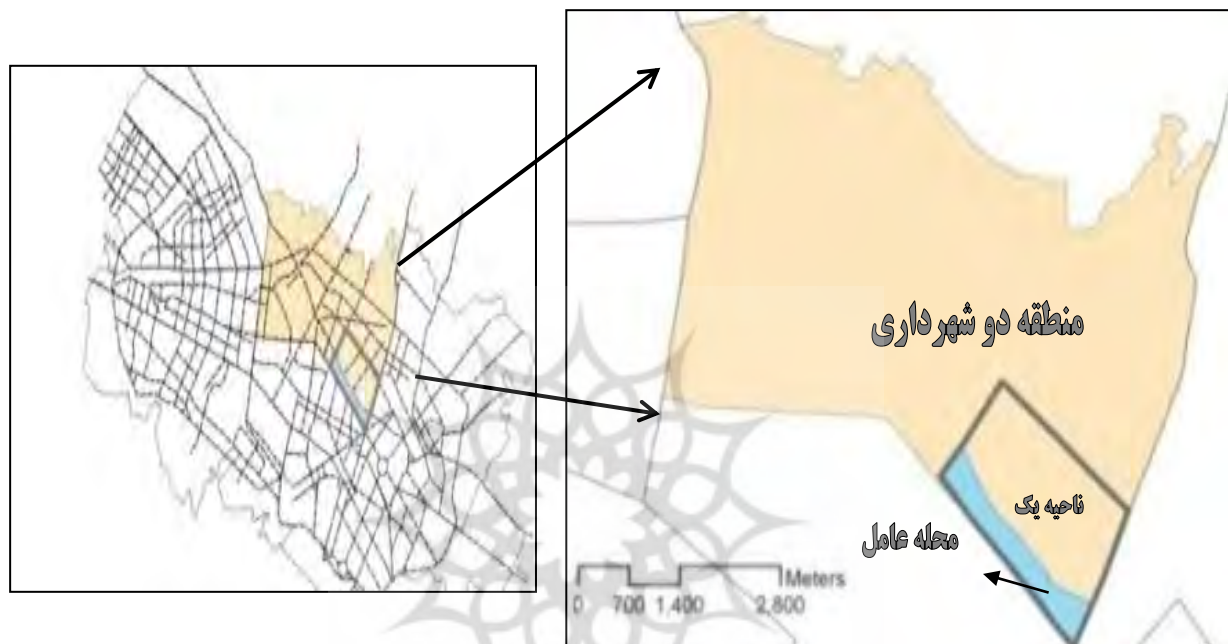 منطقه دو شهرداری
ناحیه یک
محله عامل
Meters
0 700 1,400 2,800